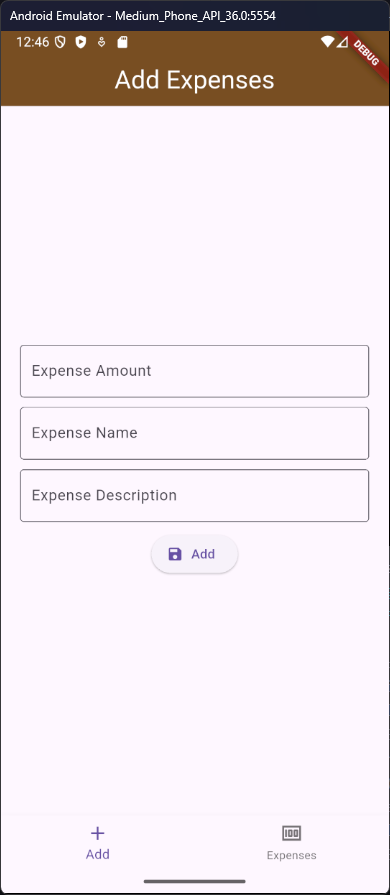 Android Emulator - Medium_Phone_API_36.0:5554
12:46
DEBUG
Add Expenses
Expense Amount
Expense Name
Expense Description
Add
Add
Expenses